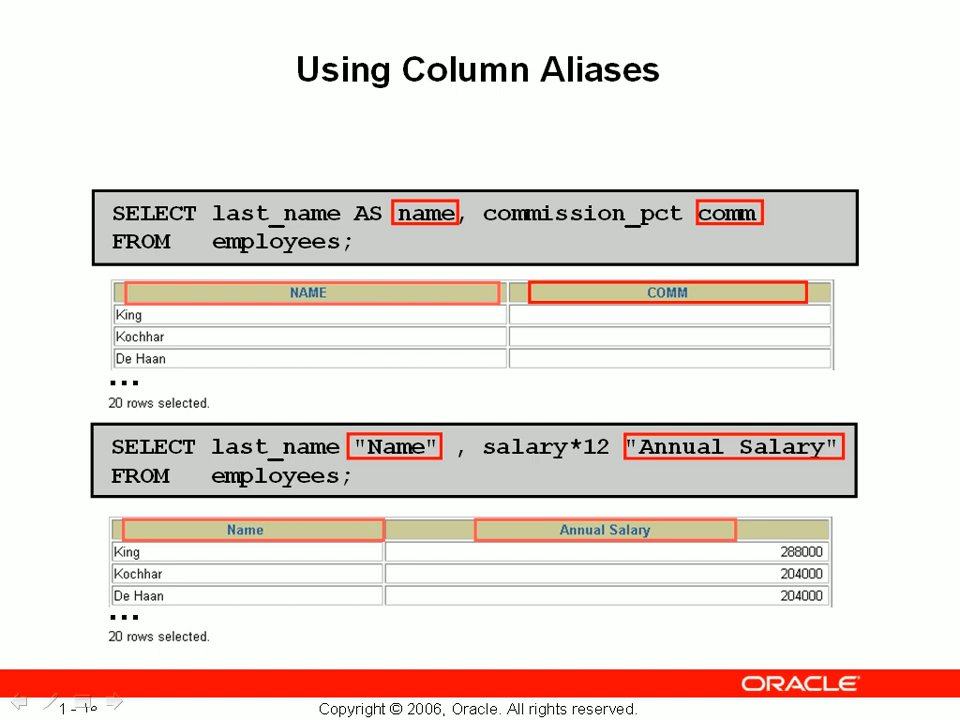 Using Column Aliases
SELECT last_name AS name, commission_pct comm
FROM employees;
NAME COMM
King
Kochhar
De Haan
...
20 rows selected.
SELECT last_name "Name" , salary*12 "Annual Salary"
FROM employees;
Name Annual Salary
King 288000
Kochhar 204000
De Haan 204000
...
20 rows selected.
ORACLE
1 - ١٥ Copyright © 2006, Oracle. All rights reserved.